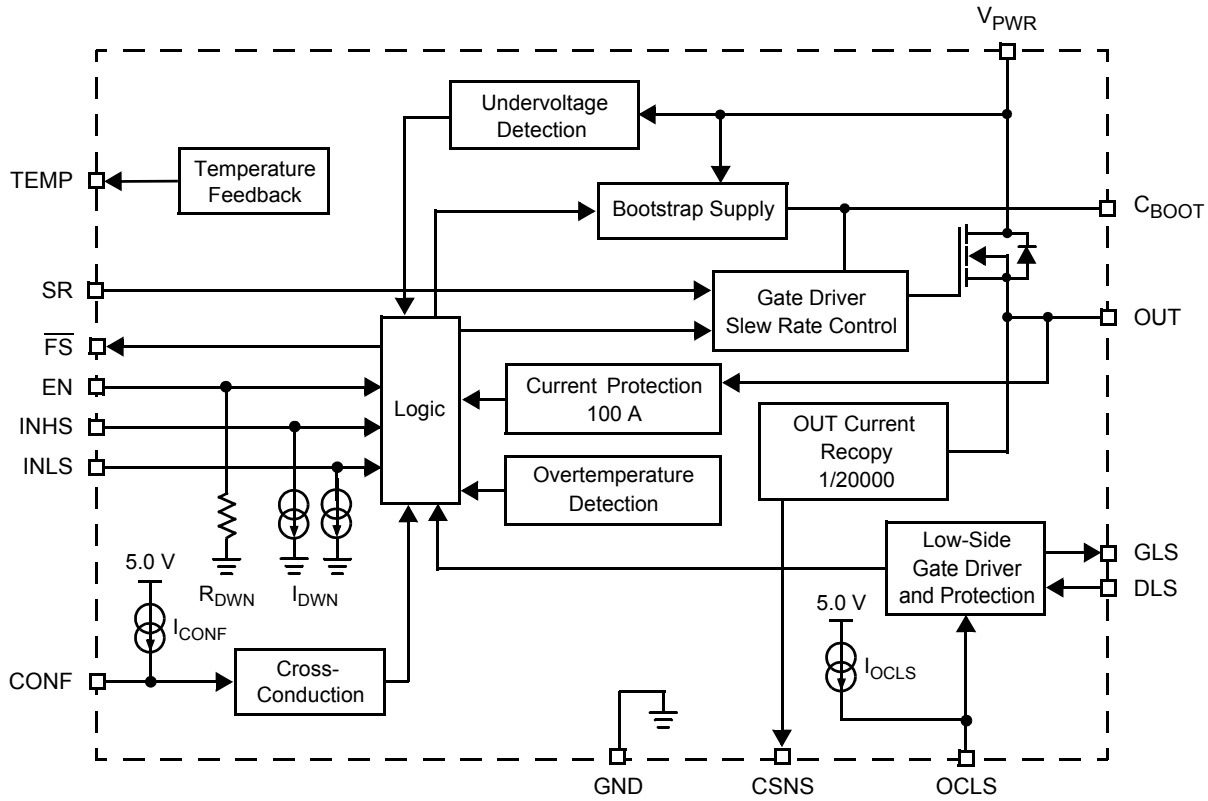 VPWR
Undervoltage
Detection
TEMP
Temperature
Feedback
Bootstrap Supply
CBOOT
SR
Gate Driver
Slew Rate Control
OUT
FS
EN
INHS
INLS
Logic
Current Protection
100 A
OUT Current
Recopy
1/20000
Overtemperature
Detection
Low-Side
Gate Driver
and Protection
GLS
DLS
5.0 V
RDWN
IDWN
ICONF
5.0 V
IOCLS
CONF
Cross-
Conduction
GND
CSNS
OCLS